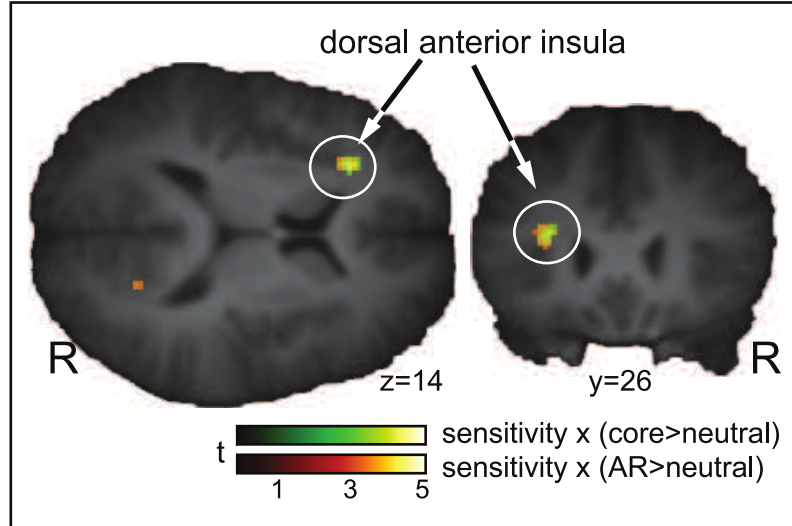 dorsal anterior insula
R
z=14
y=26
R
t
sensitivity x (core>neutral)
sensitivity x (AR>neutral)
1 3 5